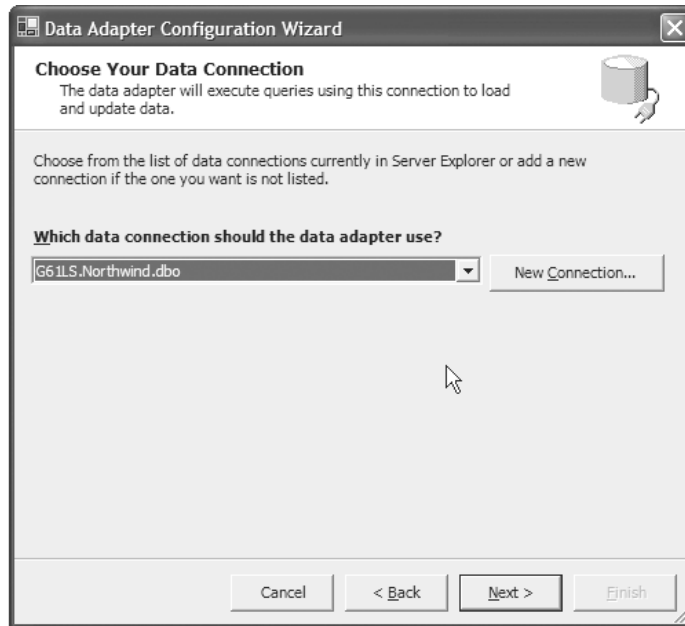 Data Adapter Configuration Wizard
Choose Your Data Connection
The data adapter will execute queries using this connection to load
and update data.
Choose from the list of data connections currently in Server Explorer or add a new
connection if the one you want is not listed.
Which data connection should the data adapter use?
G61LS.Northwind.dbo
New Connection...
Cancel
< Back
Next >
Finish